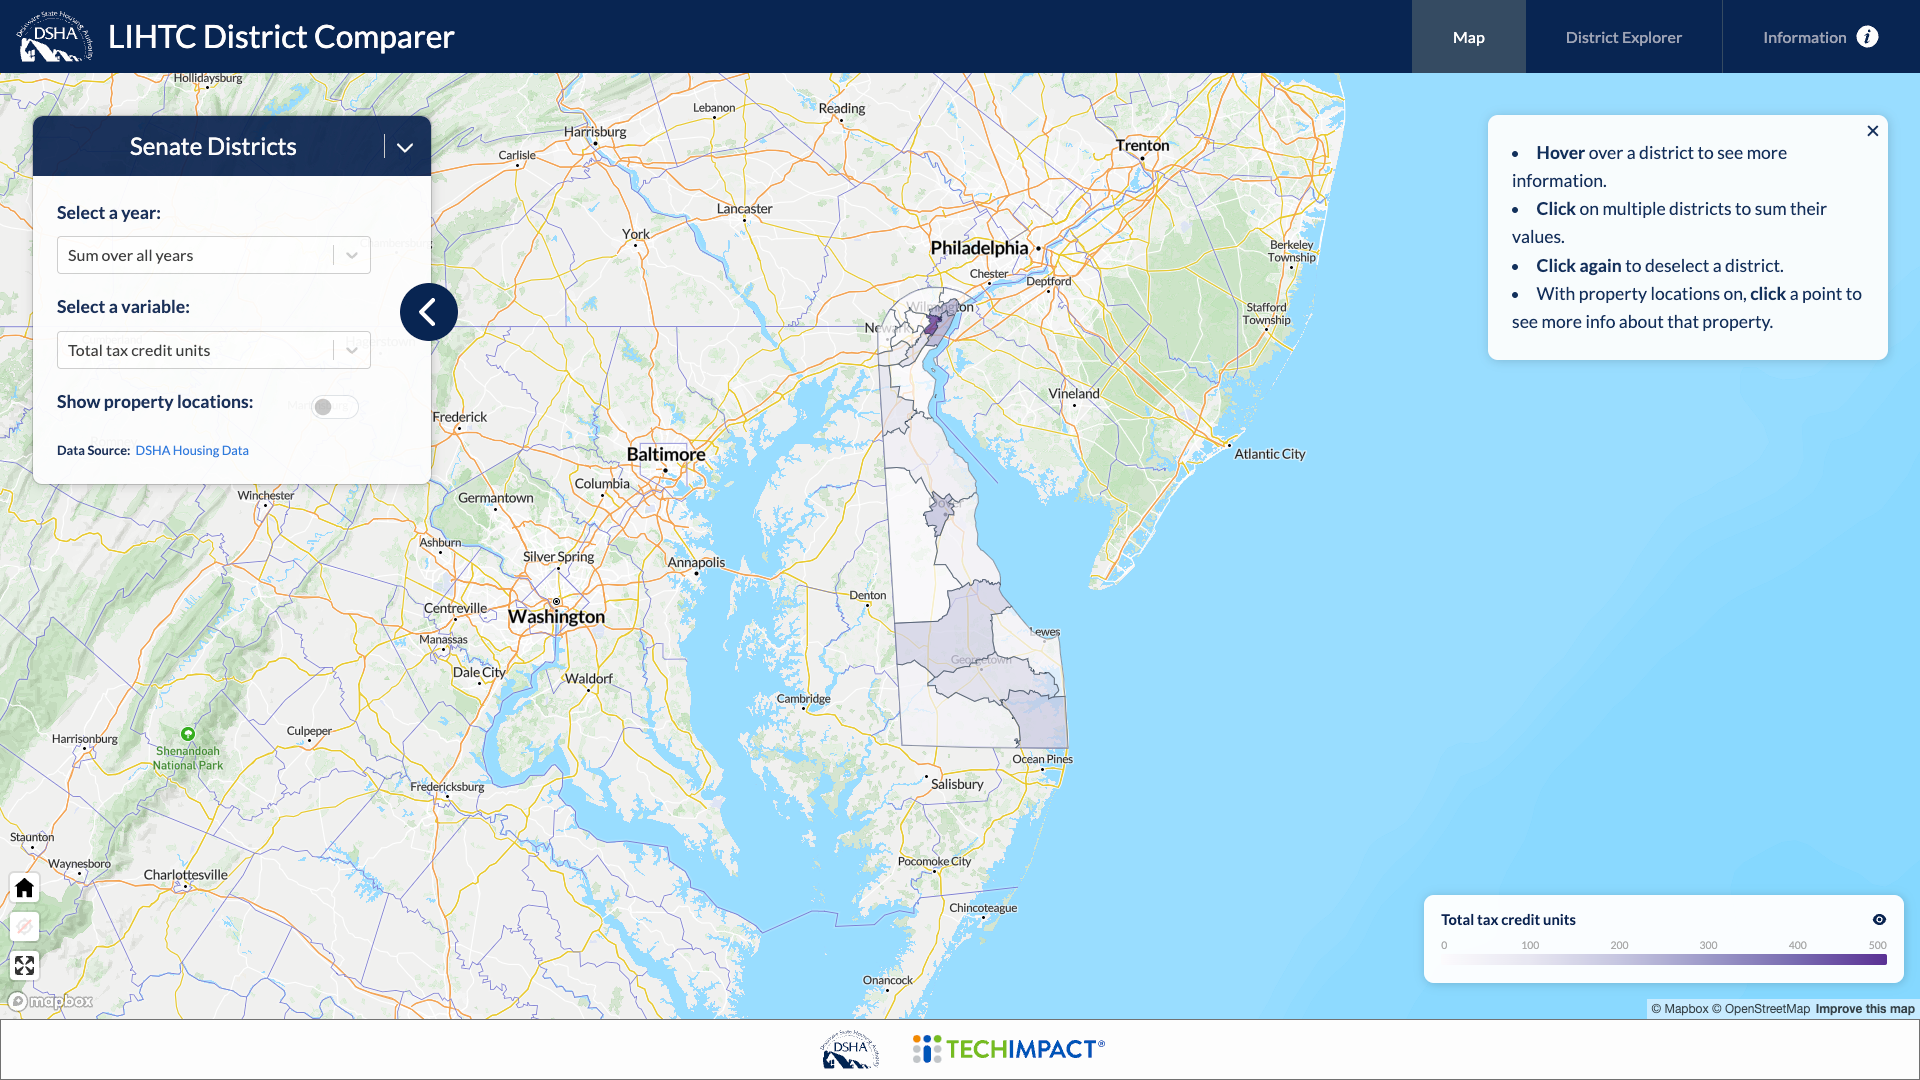 DSHA
LIHTC District Comparer
Map
District Explorer
Information
Senate Districts
Select a year:
Sum over all years
Select a variable:
Total tax credit units
Show property locations:
Data Source: DSHA Housing Data
Hover over a district to see more
information.
Click on multiple districts to sum their
values.
Click again to deselect a district.
With property locations on, click a point to
see more info about that property.
Hollidaysburg
Lebanon
Reading
Harrisburg
Carlisle
Trenton
Lancaster
York
Philadelphia
Berkeley
Township
Chester
Deptford
Wilmington
Newark
Stafford
Township
Hagerstown
Vineland
Frederick
Baltimore
Atlantic City
Columbia
Winchester
Germantown
Dover
Ashburn
Silver Spring
Annapolis
Denton
Centreville
Washington
Manassas
Lewes
Georgetown
Dale City
Waldorf
Cambridge
Culpeper
Harrisonburg
Shenandoah
National Park
Ocean Pines
Salisbury
Fredericksburg
Staunton
Waynesboro
Charlottesville
Pocomoke City
Chincoteague
Onancock
Total tax credit units
0 100 200 300 400 500
mapbox
© Mapbox © OpenStreetMap Improve this map
DSHA
TECHIMPACT®